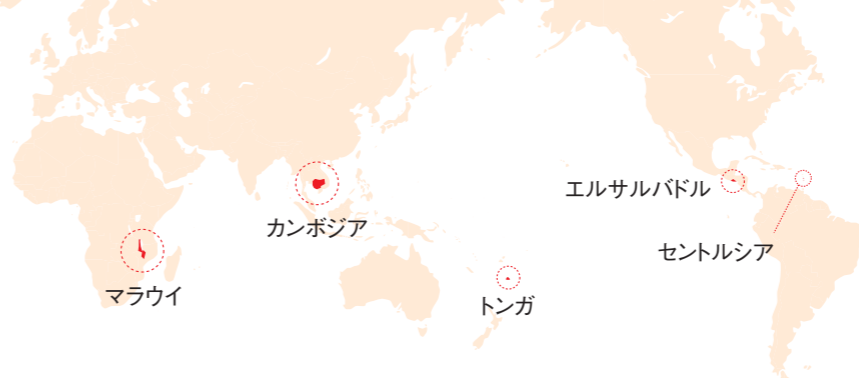 エルサルバドル
カンボジア
セントルシア
マラウイ
トンガ